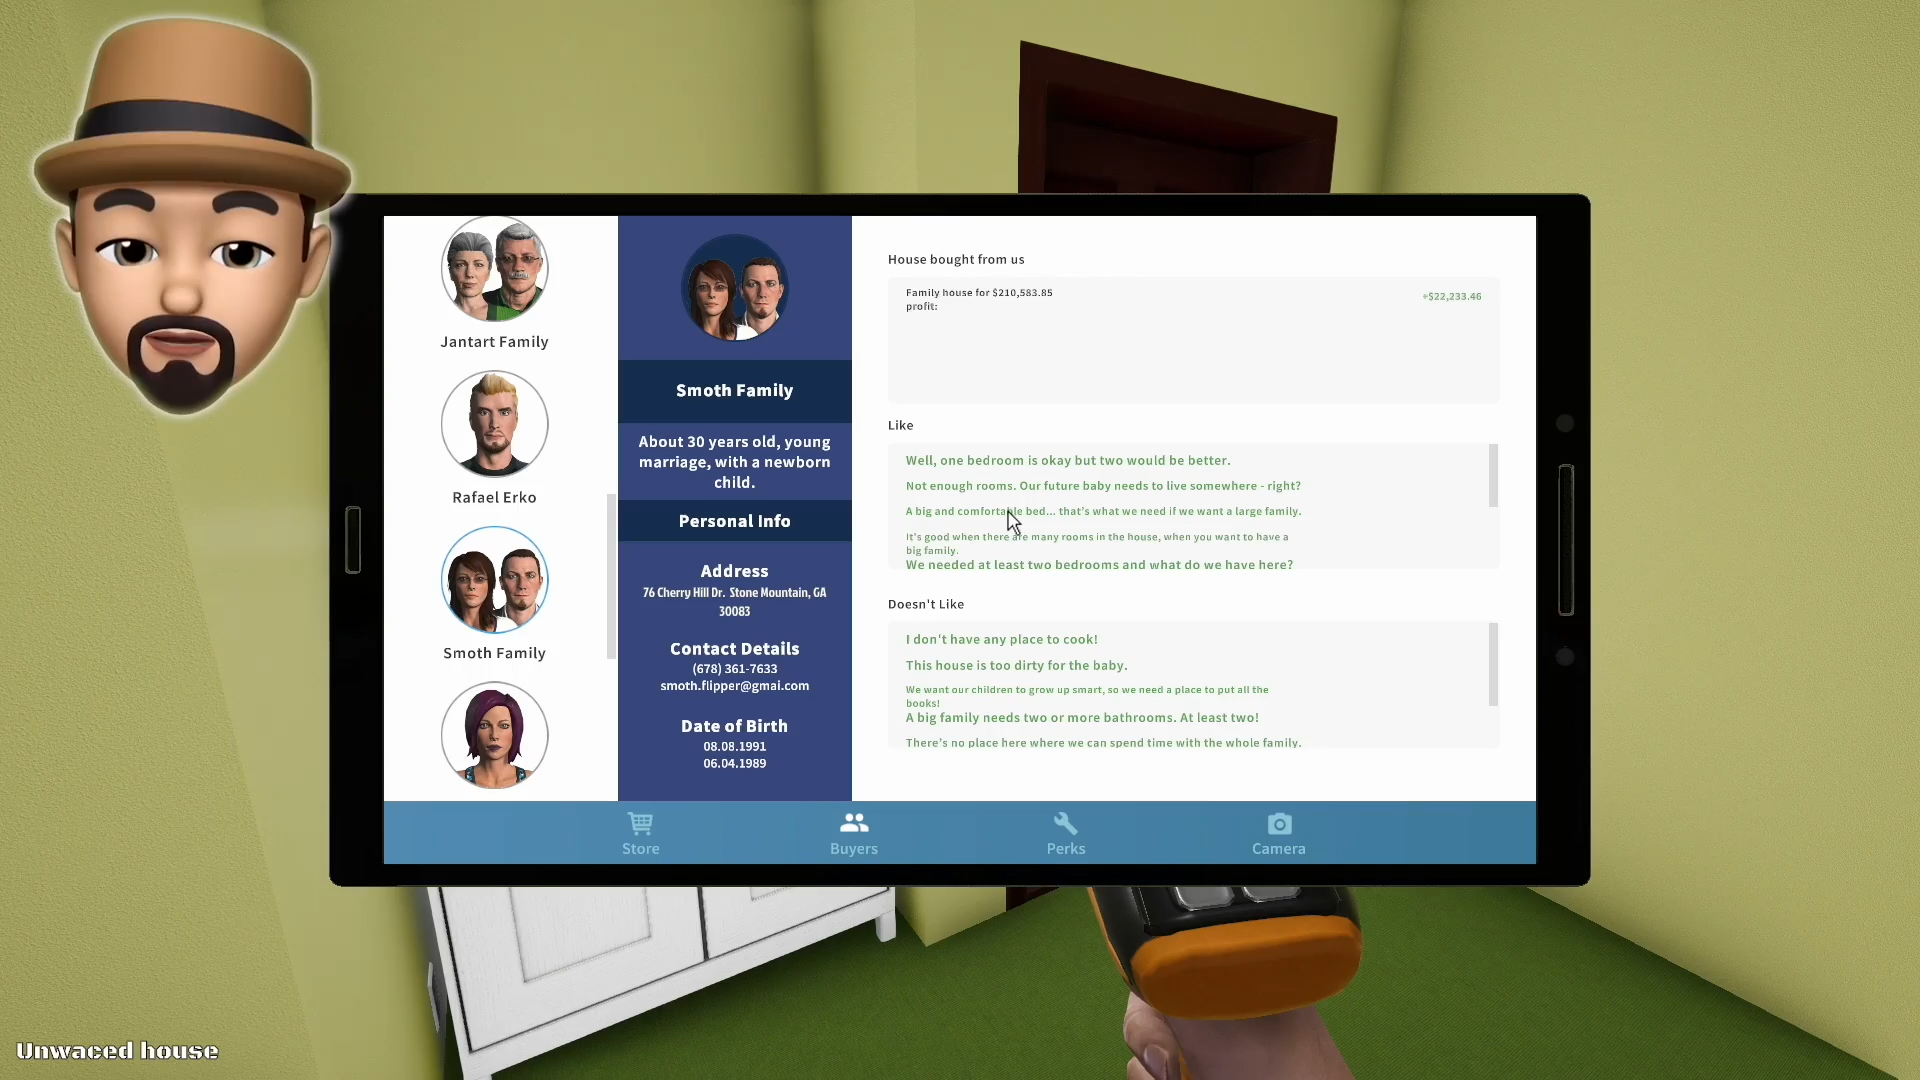 Jantart Family
Rafael Erko
Smoth Family
Smoth Family
About 30 years old, young
marriage, with a newborn
child.
Personal Info
Address
76 Cherry Hill Dr. Stone Mountain, GA
30083
Contact Details
(678) 361-7633
smoth.flipper@gmai.com
Date of Birth
08.08.1991
06.04.1989
House bought from us
Family house for $210,583.85
profit:
+$22,233.46
Like
Well, one bedroom is okay but two would be better.
Not enough rooms. Our future baby needs to live somewhere - right?
A big and comfortable bed... that's what we need if we want a large family.
It's good when there are many rooms in the house, when you want to have a
big family.
We needed at least two bedrooms and what do we have here?
Doesn't Like
I don't have any place to cook!
This house is too dirty for the baby.
We want our children to grow up smart, so we need a place to put all the
books!
A big family needs two or more bathrooms. At least two!
There's no place here where we can spend time with the whole family.
Store
Buyers
Perks
Camera
Unwaced house